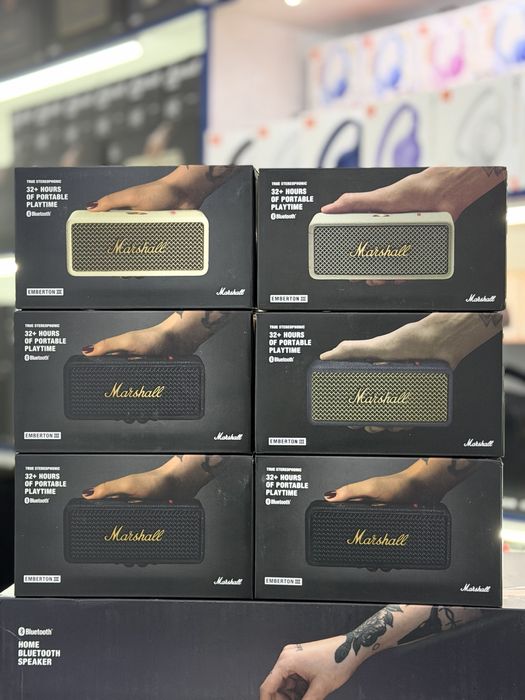 TRUE STEREOPHONIC
32+ HOURS
OF PORTABLE
PLAYTIME
Bluetooth
Marshall
EMBERTON III
Marshall
TRUE STEREOPHONIC
32+ HOURS
OF PORTABLE
PLAYTIME
Bluetooth
Marshall
EMBERTON III
Marshall
TRUE STEREOPHONIC
32+ HOURS
OF PORTABLE
PLAYTIME
Bluetooth
Marshall
EMBERTON III
Marshall
TRUE STEREOPHONIC
32+ HOURS
OF PORTABLE
PLAYTIME
Bluetooth
Marshall
EMBERTON III
Marshall
TRUE STEREOPHONIC
32+ HOURS
OF PORTABLE
PLAYTIME
Bluetooth
Marshall
EMBERTON III
Marshall
TRUE STEREOPHONIC
32+ HOURS
OF PORTABLE
PLAYTIME
Bluetooth
Marshall
EMBERTON III
Marshall
Bluetooth
HOME
BLUETOOTH
SPEAKER